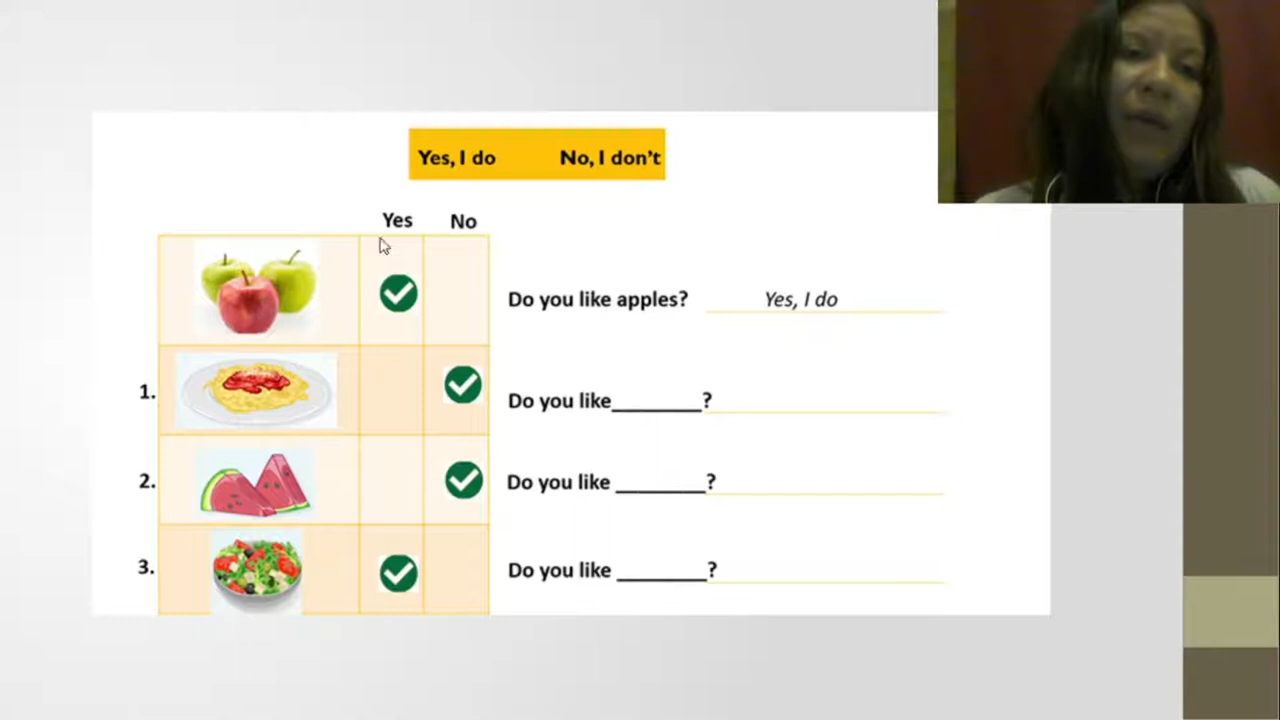 Yes, I do No, I don't
Yes No
Do you like apples? Yes, I do
1. Do you like________?
2. Do you like ________?
3. Do you like ________?